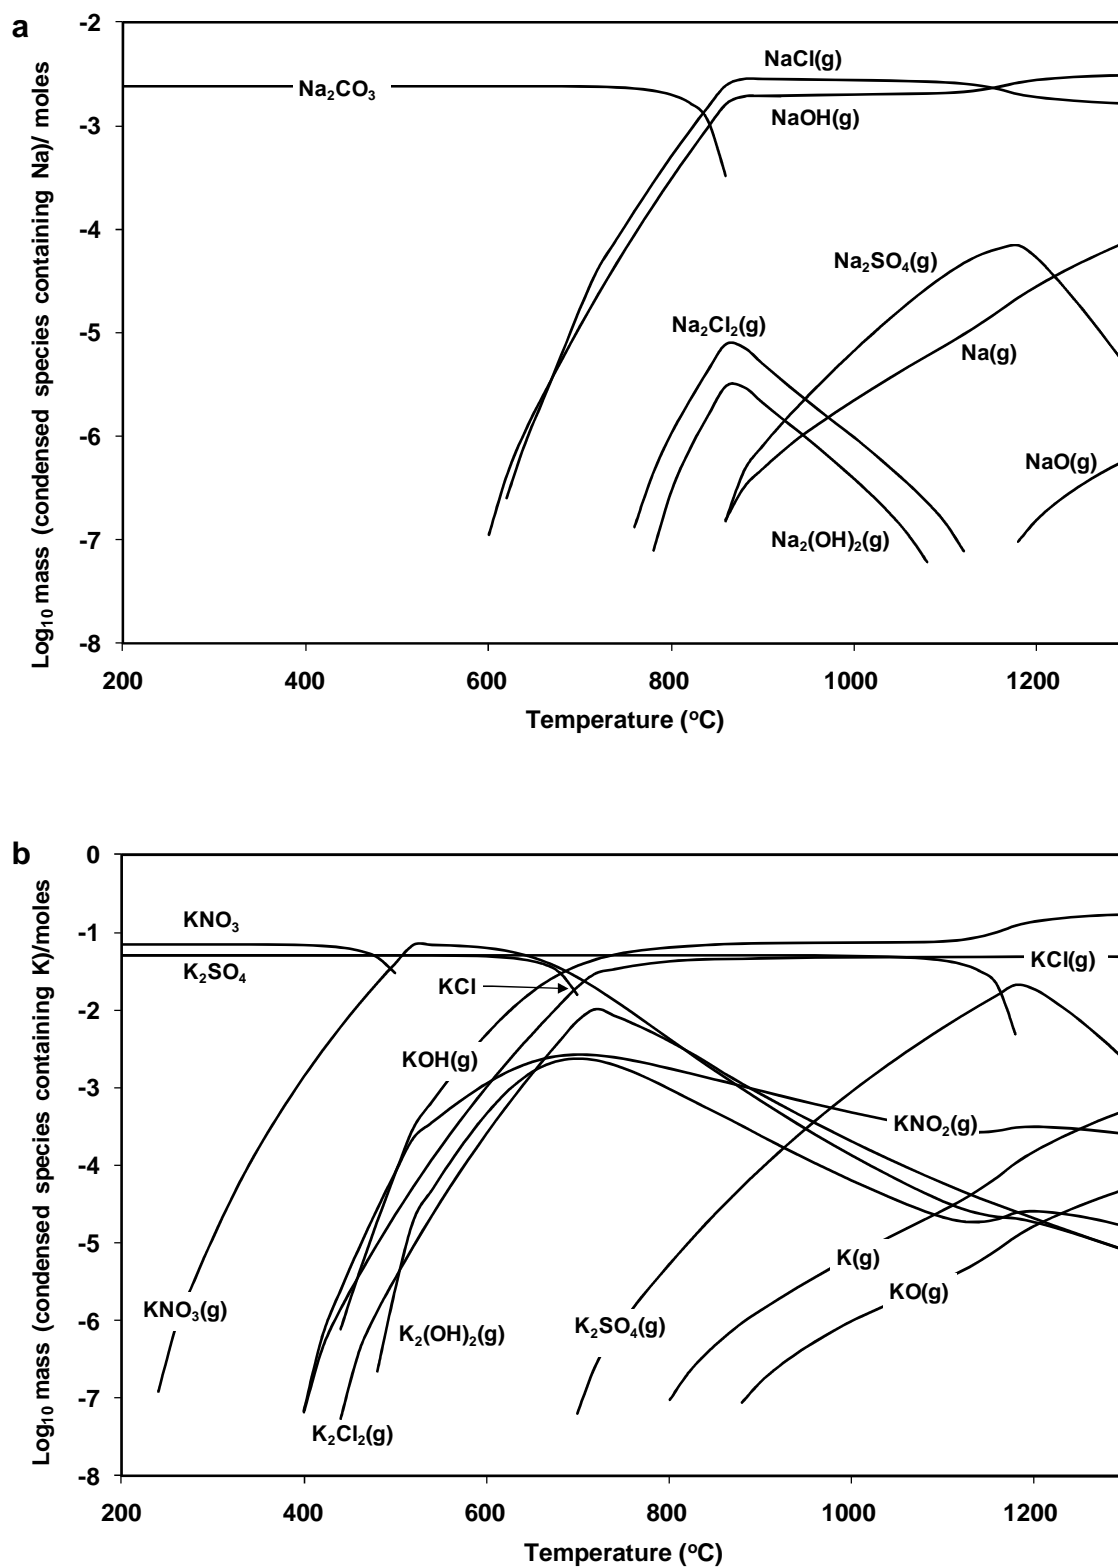 a
Log₁₀ mass (condensed species containing Na)/ moles
-2
-3
-4
-5
-6
-7
-8
Na₂CO₃
NaCl(g)
NaOH(g)
Na₂SO₄(g)
Na₂Cl₂(g)
Na(g)
NaO(g)
Na₂(OH)₂(g)
200 400 600 800 1000 1200
Temperature (ºC)
b
Log₁₀ mass (condensed species containing K)/moles
0
-1
-2
-3
-4
-5
-6
-7
-8
KNO₃
K₂SO₄
KCl
KCl(g)
KOH(g)
KNO₂(g)
K(g)
KO(g)
KNO₃(g)
K₂(OH)₂(g)
K₂SO₄(g)
K₂Cl₂(g)
200 400 600 800 1000 1200
Temperature (ºC)